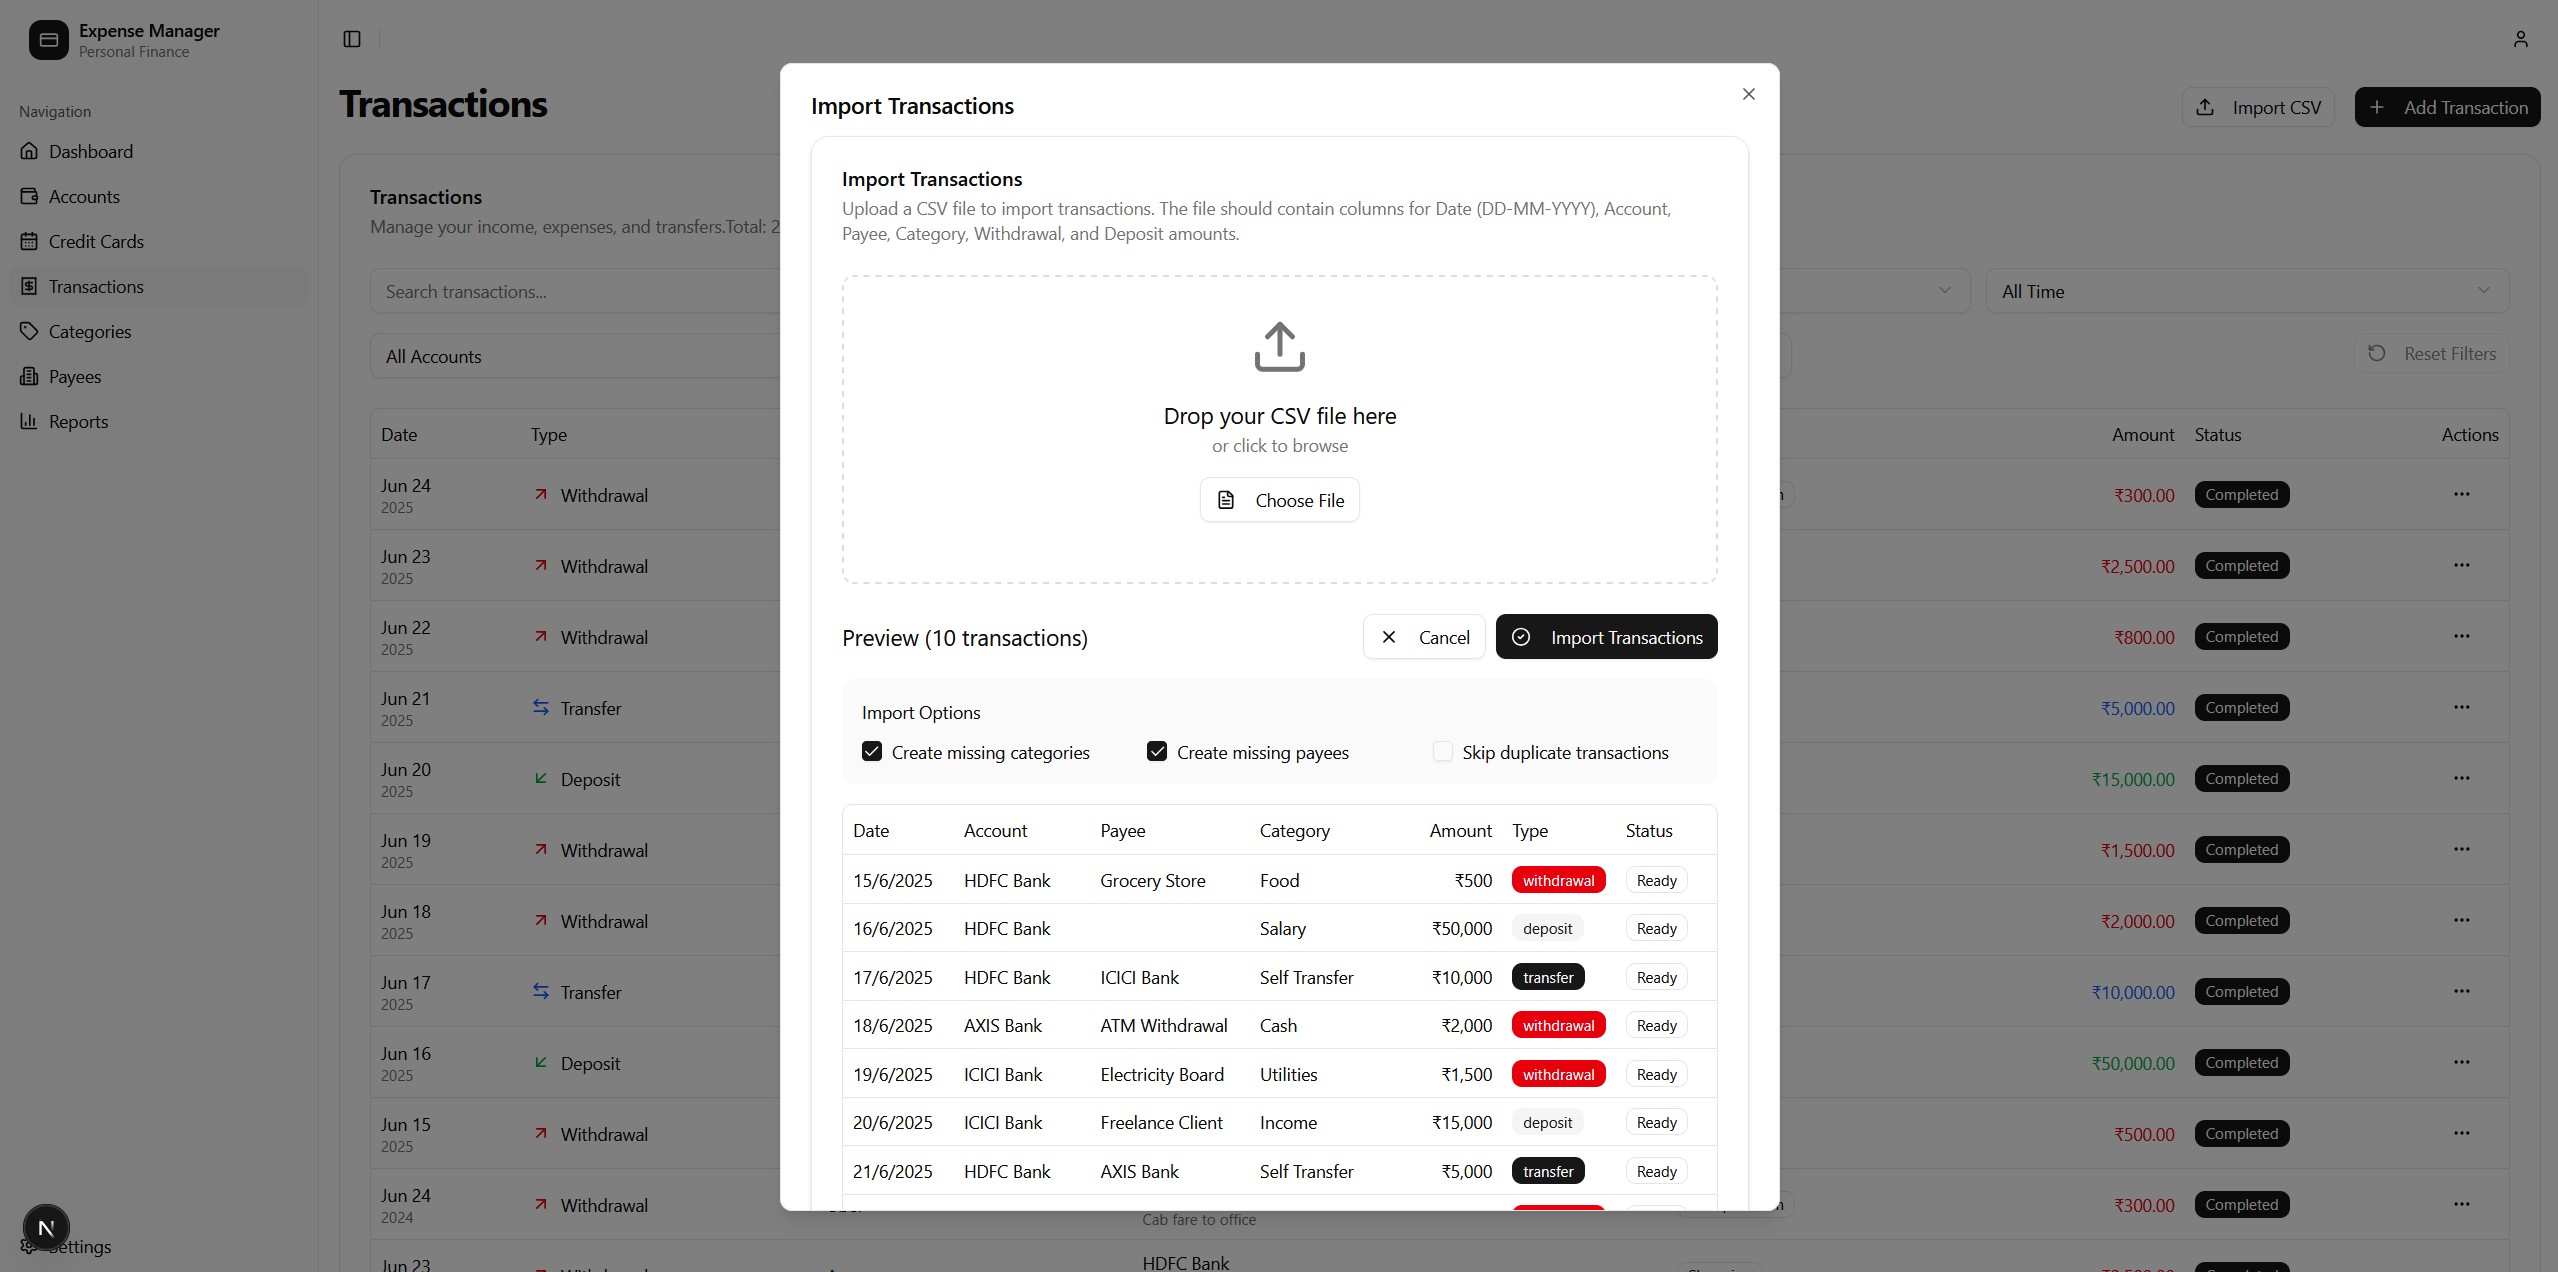 Expense Manager
Personal Finance
Navigation
Dashboard
Accounts
Credit Cards
Transactions
Categories
Payees
Reports
Settings
Transactions
Import CSV
Add Transaction
Transactions
Manage your income, expenses, and transfers.Total: 2
Search transactions...
All Time
All Accounts
Reset Filters
Date Type Amount Status Actions
Jun 24 Withdrawal ₹300.00 Completed
2025
Jun 23 Withdrawal ₹2,500.00 Completed
2025
Jun 22 Withdrawal ₹800.00 Completed
2025
Jun 21 Transfer ₹5,000.00 Completed
2025
Jun 20 Deposit ₹15,000.00 Completed
2025
Jun 19 Withdrawal ₹1,500.00 Completed
2025
Jun 18 Withdrawal ₹2,000.00 Completed
2025
Jun 17 Transfer ₹10,000.00 Completed
2025
Jun 16 Deposit ₹50,000.00 Completed
2025
Jun 15 Withdrawal ₹500.00 Completed
2025
Jun 24 Withdrawal ₹300.00 Completed
2024
Cab fare to office
Jun 23 HDFC Bank
Import Transactions
Import Transactions
Upload a CSV file to import transactions. The file should contain columns for Date (DD-MM-YYYY), Account,
Payee, Category, Withdrawal, and Deposit amounts.
Drop your CSV file here
or click to browse
Choose File
Preview (10 transactions)
Cancel
Import Transactions
Import Options
Create missing categories Create missing payees Skip duplicate transactions
Date Account Payee Category Amount Type Status
15/6/2025 HDFC Bank Grocery Store Food ₹500 withdrawal Ready
16/6/2025 HDFC Bank Salary ₹50,000 deposit Ready
17/6/2025 HDFC Bank ICICI Bank Self Transfer ₹10,000 transfer Ready
18/6/2025 AXIS Bank ATM Withdrawal Cash ₹2,000 withdrawal Ready
19/6/2025 ICICI Bank Electricity Board Utilities ₹1,500 withdrawal Ready
20/6/2025 ICICI Bank Freelance Client Income ₹15,000 deposit Ready
21/6/2025 HDFC Bank AXIS Bank Self Transfer ₹5,000 transfer Ready